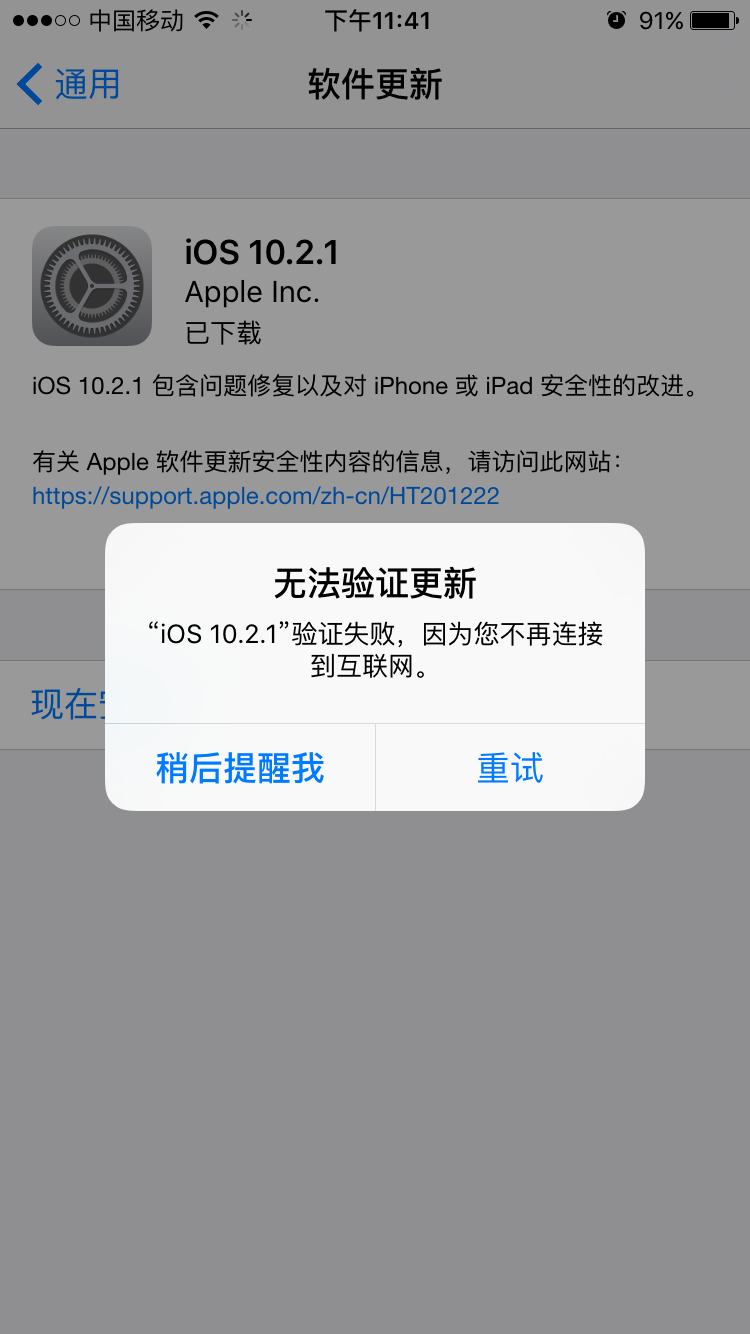 中国移动 下午11:41 91%
通用 软件更新
iOS 10.2.1
Apple Inc.
已下载
iOS 10.2.1 包含问题修复以及对 iPhone 或 iPad 安全性的改进。
有关 Apple 软件更新安全性内容的信息，请访问此网站：
https://support.apple.com/zh-cn/HT201222
无法验证更新
“iOS 10.2.1”验证失败，因为您不再连接
到互联网。
现在
稍后提醒我 重试